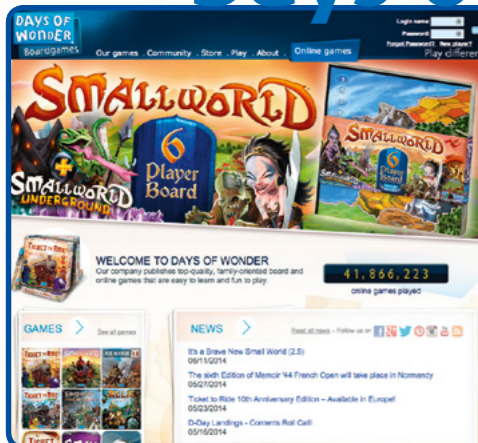 DAYS OF
WONDER
Boardgames
Login name:
Password:
Forgot Password? New player?
Our games . Community . Store . Play . About . Online games
Play differen
SMALLWORLD
6
Player
Board
SMALLWORLD
UNDERGROUND
SMALLWORLD
6
WELCOME TO DAYS OF WONDER
Our company publishes top-quality, family-oriented board and
online games that are easy to learn and fun to play.
41,866,223
online games played
GAMES
See all games
NEWS
Read all news - Follow us on
It's a Brave New Small World (2.5)
06/11/2014
The sixth Edition of Memoir '44 French Open will take place in Normandy
05/27/2014
Ticket to Ride 10th Anniversary Edition – Available in Europe!
05/23/2014
D-Day Landings - Contents Roll Call!
05/16/2014